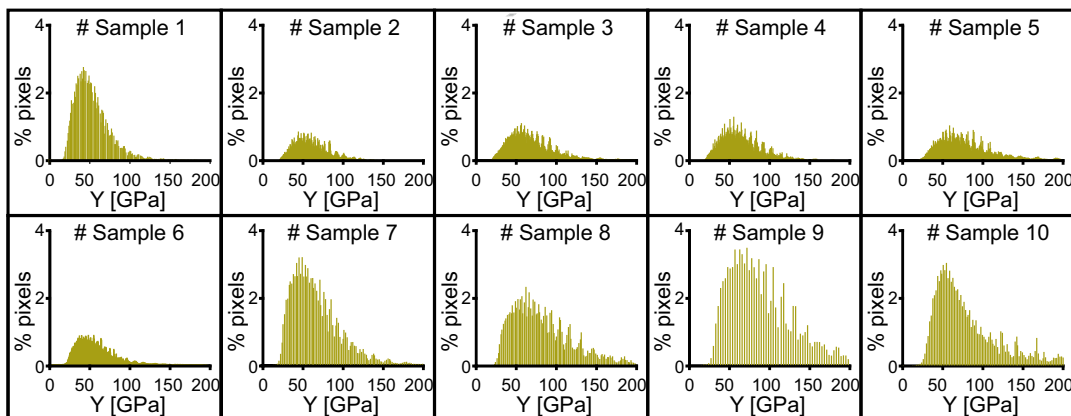 # Sample 1
% pixels
4
2
0
0 50 100 150 200
Y [GPa]
# Sample 2
% pixels
4
2
0
0 50 100 150 200
Y [GPa]
# Sample 3
% pixels
4
2
0
0 50 100 150 200
Y [GPa]
# Sample 4
% pixels
4
2
0
0 50 100 150 200
Y [GPa]
# Sample 5
% pixels
4
2
0
0 50 100 150 200
Y [GPa]
# Sample 6
% pixels
4
2
0
0 50 100 150 200
Y [GPa]
# Sample 7
% pixels
4
2
0
0 50 100 150 200
Y [GPa]
# Sample 8
% pixels
4
2
0
0 50 100 150 200
Y [GPa]
# Sample 9
% pixels
4
2
0
0 50 100 150 200
Y [GPa]
# Sample 10
% pixels
4
2
0
0 50 100 150 200
Y [GPa]